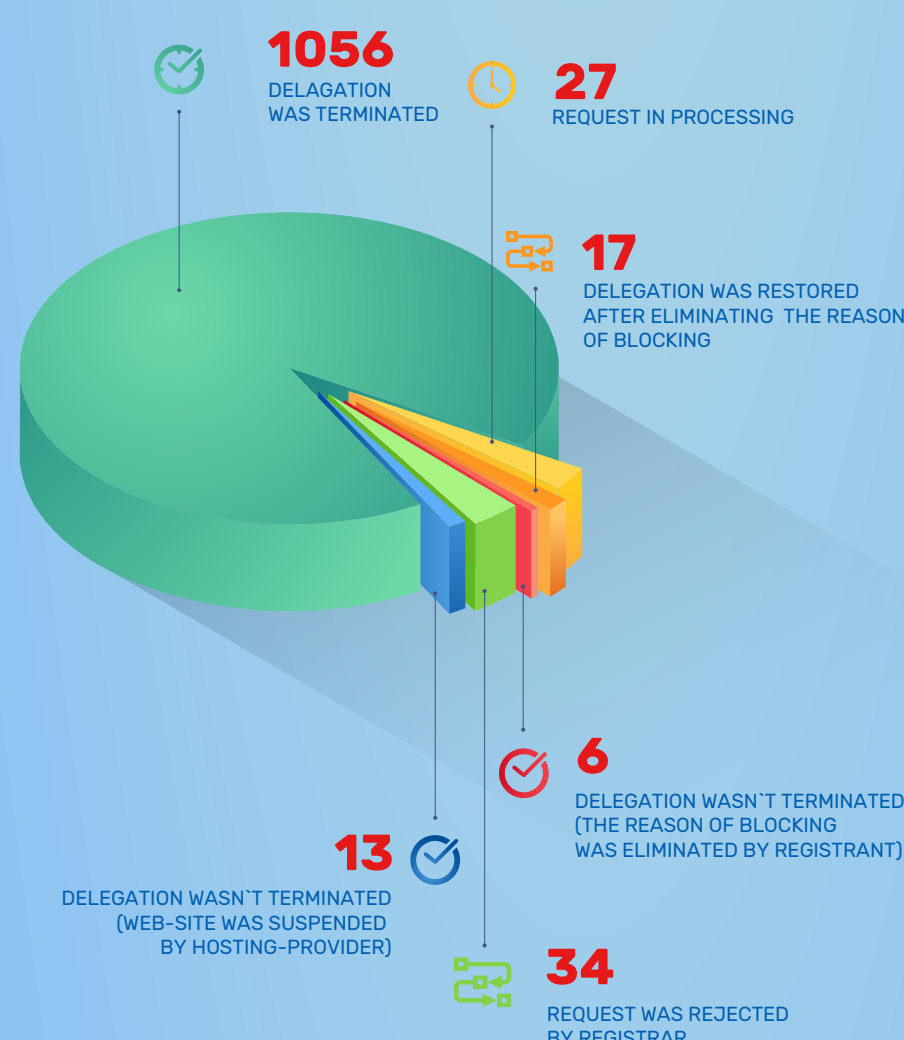 1056
DELAGATION
WAS TERMINATED
27
REQUEST IN PROCESSING
17
DELEGATION WAS RESTORED
AFTER ELIMINATING THE REASON
OF BLOCKING
6
DELEGATION WASN`T TERMINATED
(THE REASON OF BLOCKING
WAS ELIMINATED BY REGISTRANT)
13
DELEGATION WASN`T TERMINATED
(WEB-SITE WAS SUSPENDED
BY HOSTING-PROVIDER)
34
REQUEST WAS REJECTED
BY REGISTRAR